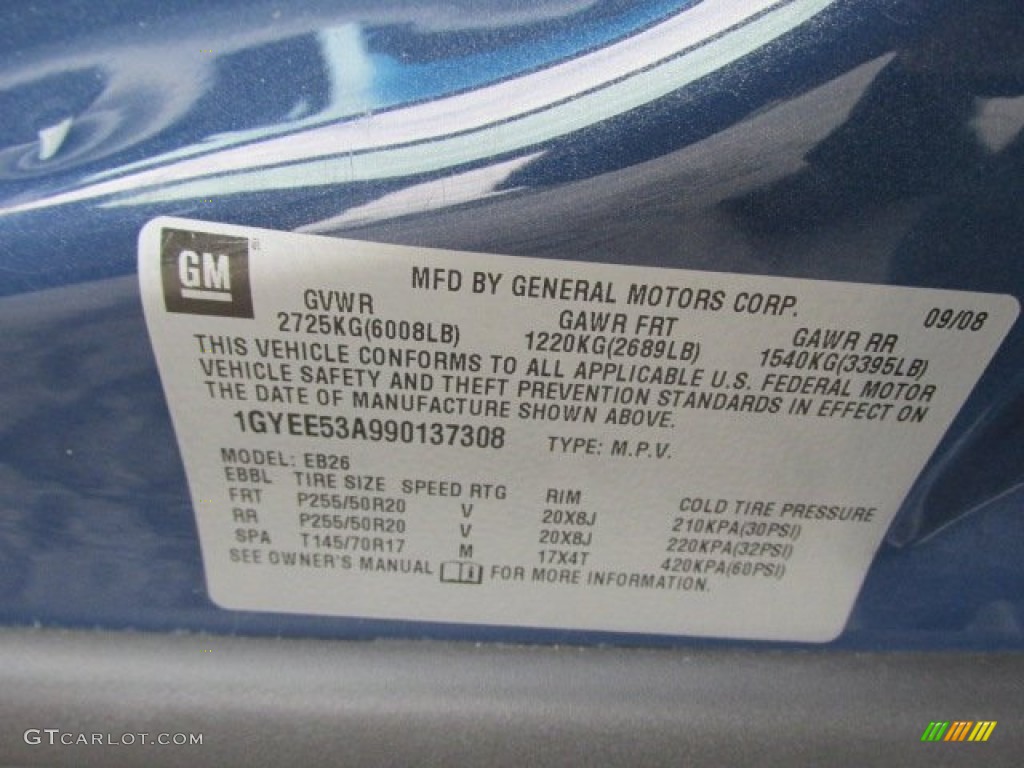 GM
MFD BY GENERAL MOTORS CORP.
09/08
GVWR GAWR FRT GAWR RR
2725KG(6008LB) 1220KG(2689LB) 1540KG(3395LB)
THIS VEHICLE CONFORMS TO ALL APPLICABLE U.S. FEDERAL MOTOR
VEHICLE SAFETY AND THEFT PREVENTION STANDARDS IN EFFECT ON
THE DATE OF MANUFACTURE SHOWN ABOVE.
1GYEE53A990137308 TYPE: M.P.V.
MODEL: EB26
EBBL TIRE SIZE SPEED RTG RIM COLD TIRE PRESSURE
FRT P255/50R20 V 20X8J 210KPA(30PSI)
RR P255/50R20 V 20X8J 220KPA(32PSI)
SPA T145/70R17 M 17X4T 420KPA(60PSI)
SEE OWNER'S MANUAL FOR MORE INFORMATION.
GTCARLOT.COM